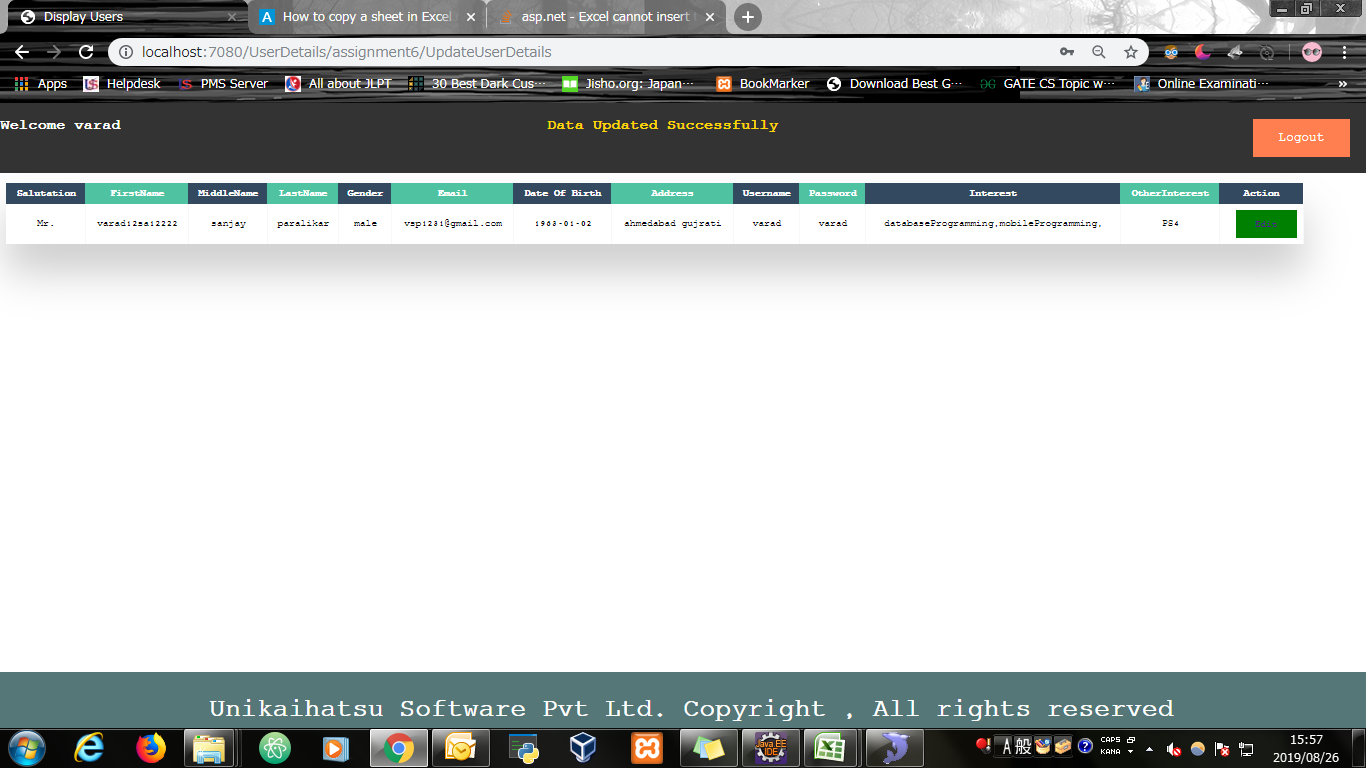 Display Users
How to copy a sheet in Excel
asp.net - Excel cannot insert
localhost:7080/UserDetails/assignment6/UpdateUserDetails
Apps Helpdesk PMS Server All about JLPT 30 Best Dark Cus… Jisho.org: Japan… BookMarker Download Best G… GATE CS Topic w… Online Examinati… »
Welcome varad
Data Updated Successfully
Logout
Salutation FirstName MiddleName LastName Gender Email Date Of Birth Address Username Password Interest OtherInterest Action
Mr. varad12sa12222 sanjay paralikar male vsp1231@gmail.com 1963-01-02 ahmedabad gujrati varad varad databaseProgramming,mobileProgramming, PS4 Edit
Unikaihatsu Software Pvt Ltd. Copyright , All rights reserved
Java EE
IDE
A 般
CAPS
KANA
15:57
2019/08/26